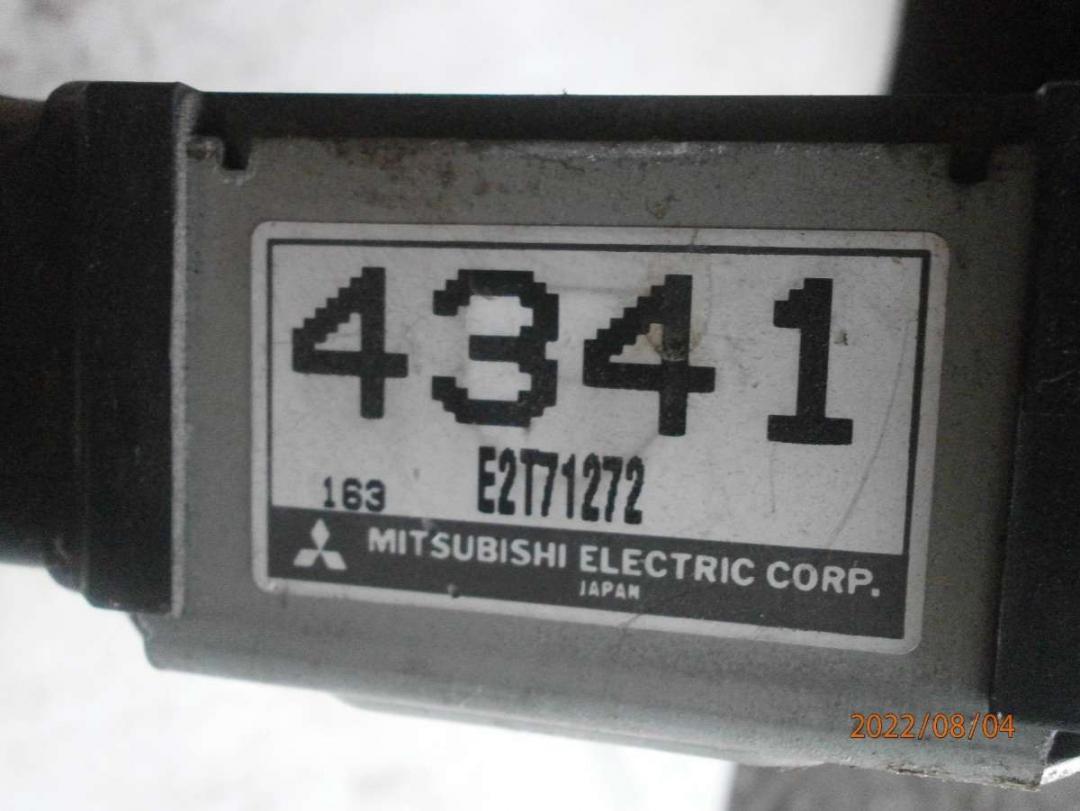 4341
163 E2T71272
MITSUBISHI ELECTRIC CORP.
JAPAN
2022/08/04